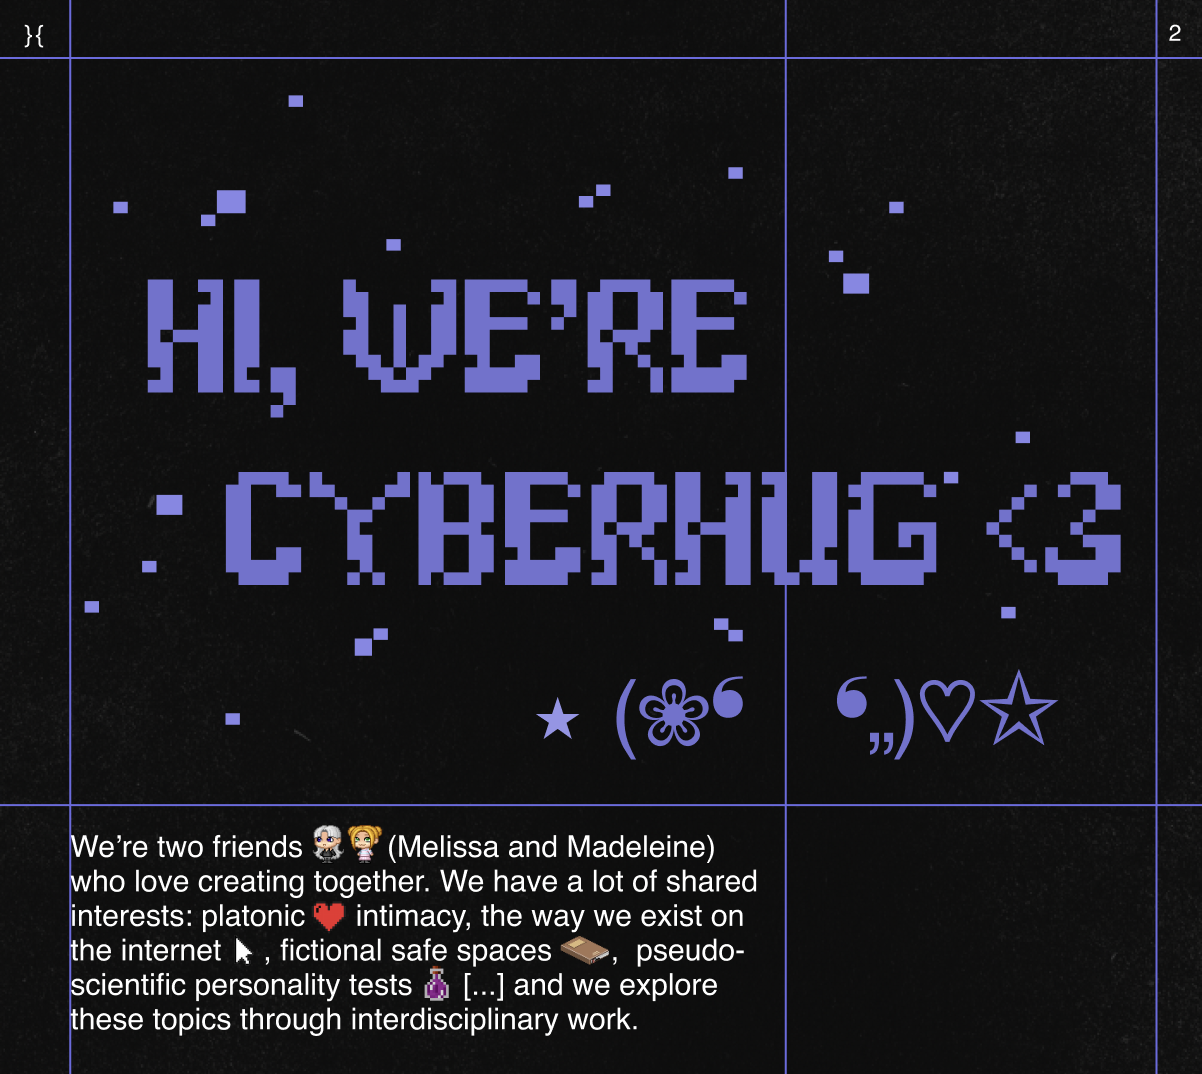 }{
2
HI, WE’RE
CYBERHUG <3
★ (❀❛ ❛„)♡☆
We’re two friends (Melissa and Madeleine)
who love creating together. We have a lot of shared
interests: platonic ❤ intimacy, the way we exist on
the internet , fictional safe spaces , pseudo-
scientific personality tests [...] and we explore
these topics through interdisciplinary work.